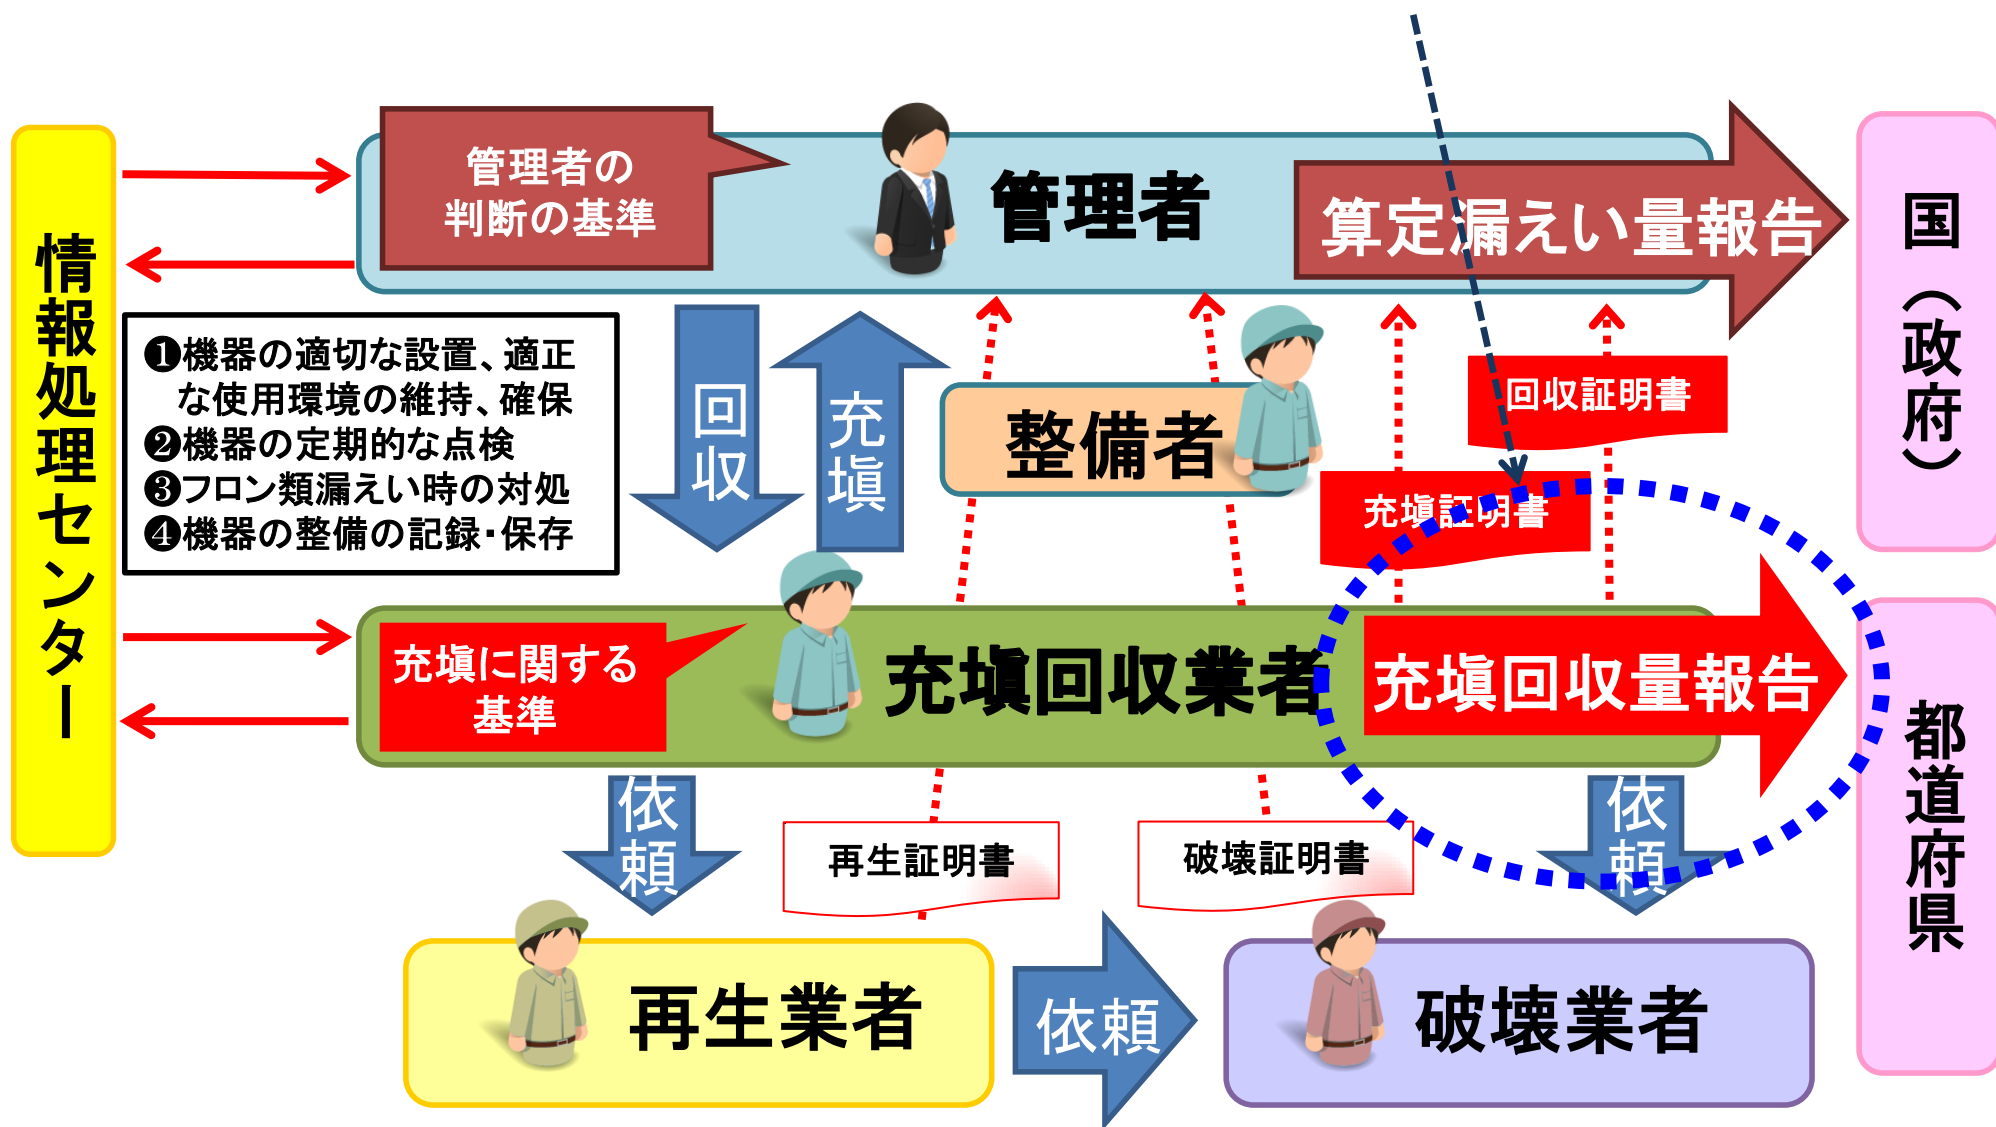 情報処理センター
管理者の
判断の基準
管理者
算定漏えい量報告
国（政府）
❶機器の適切な設置、適正
な使用環境の維持、確保
❷機器の定期的な点検
❸フロン類漏えい時の対処
❹機器の整備の記録・保存
回収
充塡
整備者
回収証明書
充塡証明書
充塡に関する
基準
充塡回収業者
充塡回収量報告
都道府県
依頼
再生証明書
破壊証明書
依頼
再生業者
依頼
破壊業者